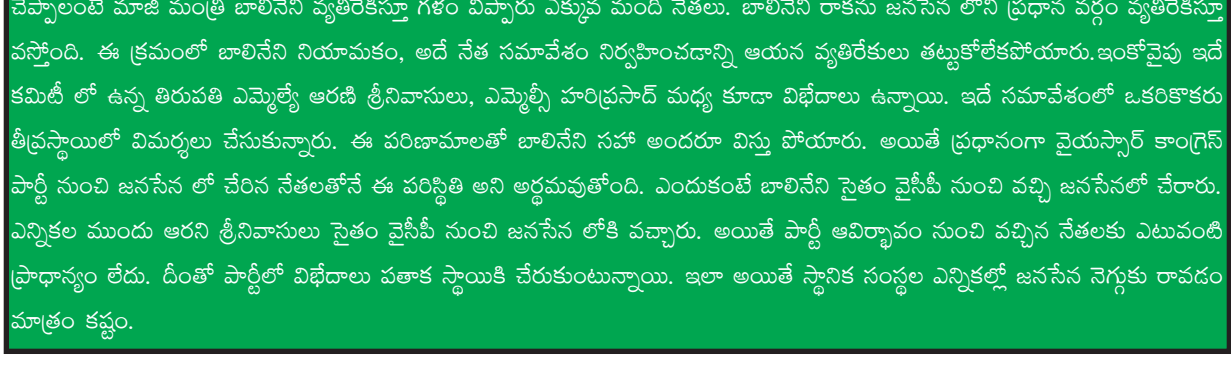 చెప్పాలంటే మాజీ మంత్రి బాలినేని వ్యతిరేకిస్తూ గళం విప్పారు ఎక్కువ మంది నేతలు. బాలినేని రాకను జనసేన లోని ప్రధాన వర్గం వ్యతిరేకిస్తూ
వస్తోంది. ఈ క్రమంలో బాలినేని నియామకం, అదే నేత సమావేశం నిర్వహించడాన్ని ఆయన వ్యతిరేకులు తట్టుకోలేకపోయారు.ఇంకోవైపు ఇదే
కమిటీ లో ఉన్న తిరుపతి ఎమ్మెల్యే ఆరణి శ్రీనివాసులు, ఎమ్మెల్సీ హరిప్రసాద్ మధ్య కూడా విభేదాలు ఉన్నాయి. ఇదే సమావేశంలో ఒకరికొకరు
తీవ్రస్థాయిలో విమర్శలు చేసుకున్నారు. ఈ పరిణామాలతో బాలినేని సహా అందరూ విస్తు పోయారు. అయితే ప్రధానంగా వైయస్సార్ కాంగ్రెస్
పార్టీ నుంచి జనసేన లో చేరిన నేతలతోనే ఈ పరిస్థితి అని అర్థమవుతోంది. ఎందుకంటే బాలినేని సైతం వైసీపీ నుంచి వచ్చి జనసేనలో చేరారు.
ఎన్నికల ముందు ఆరని శ్రీనివాసులు సైతం వైసీపీ నుంచి జనసేన లోకి వచ్చారు. అయితే పార్టీ ఆవిర్భావం నుంచి వచ్చిన నేతలకు ఎటువంటి
ప్రాధాన్యం లేదు. దీంతో పార్టీలో విభేదాలు పతాక స్థాయికి చేరుకుంటున్నాయి. ఇలా అయితే స్థానిక సంస్థల ఎన్నికల్లో జనసేన నెగ్గుకు రావడం
మాత్రం కష్టం.